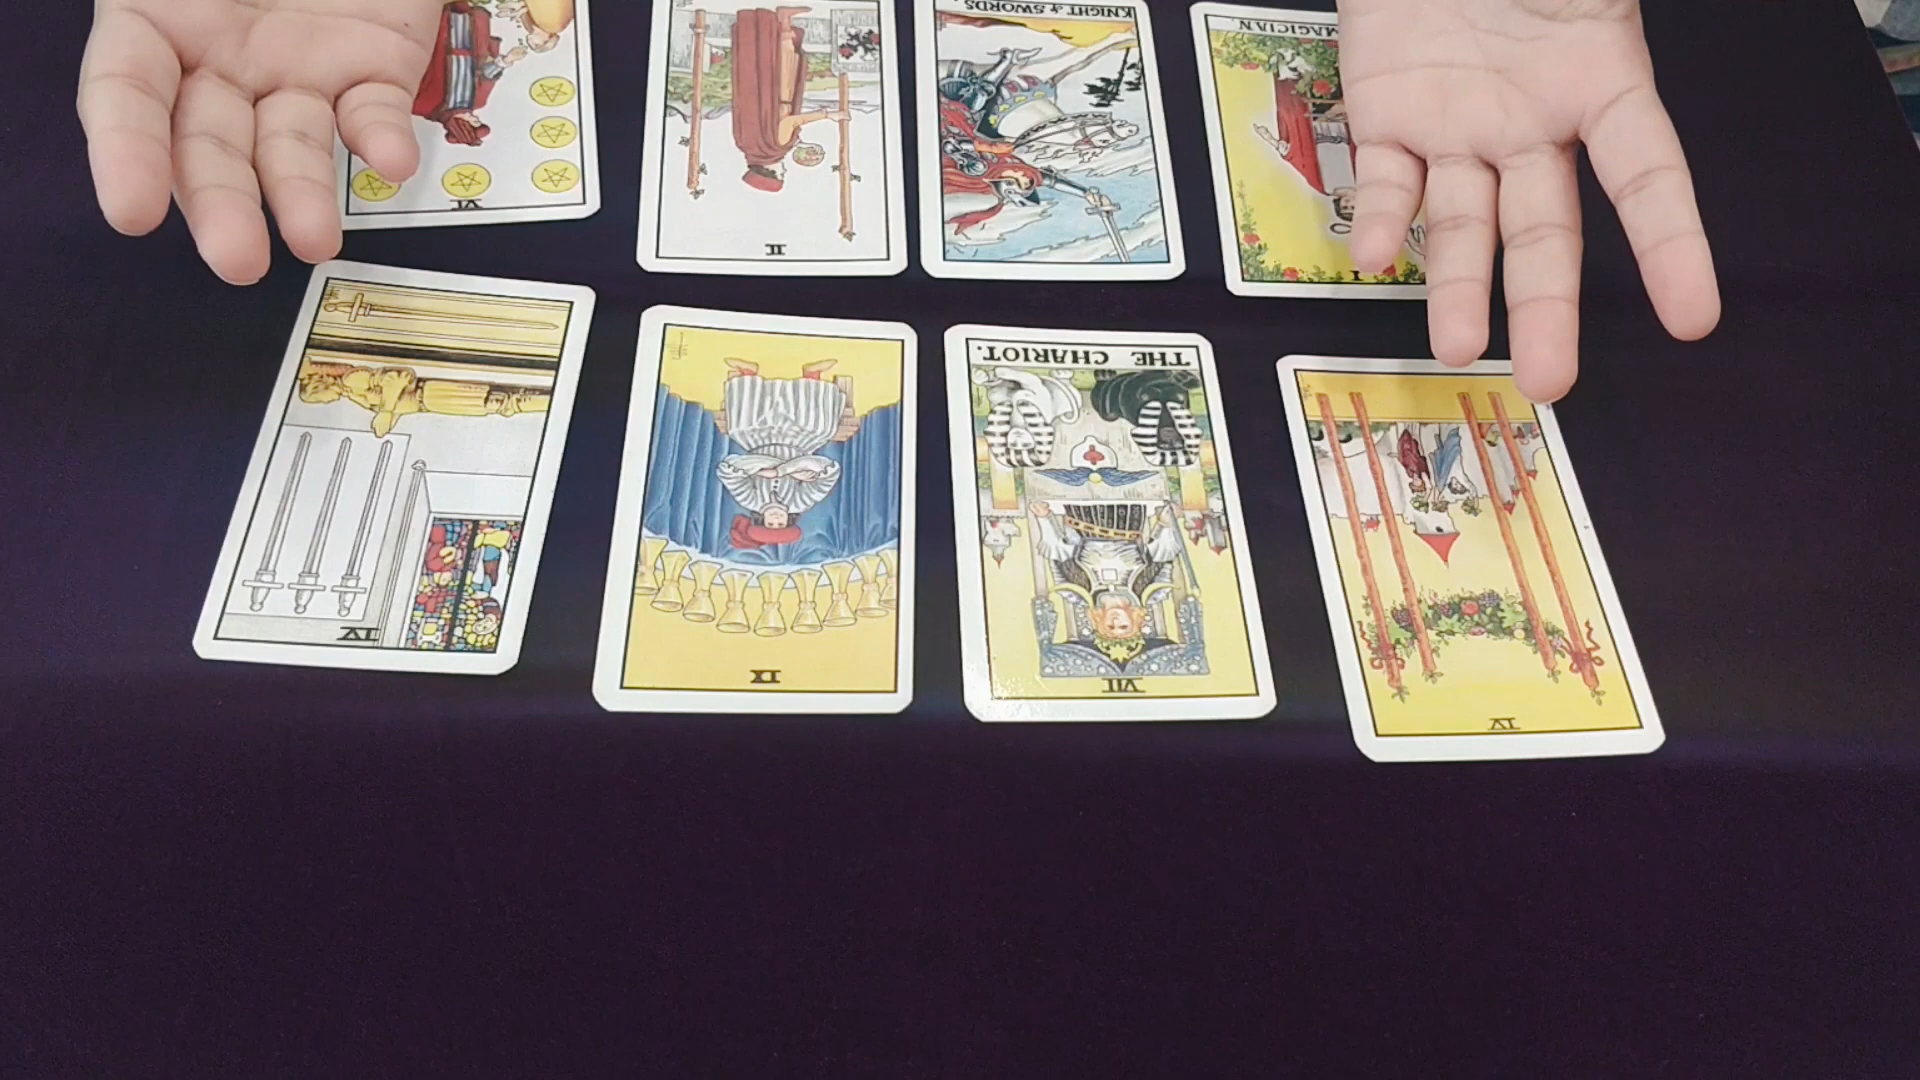 VI
II
KNIGHT of SWORDS.
MAGICIAN.
I
IV
IX
THE CHARIOT.
VII
IV